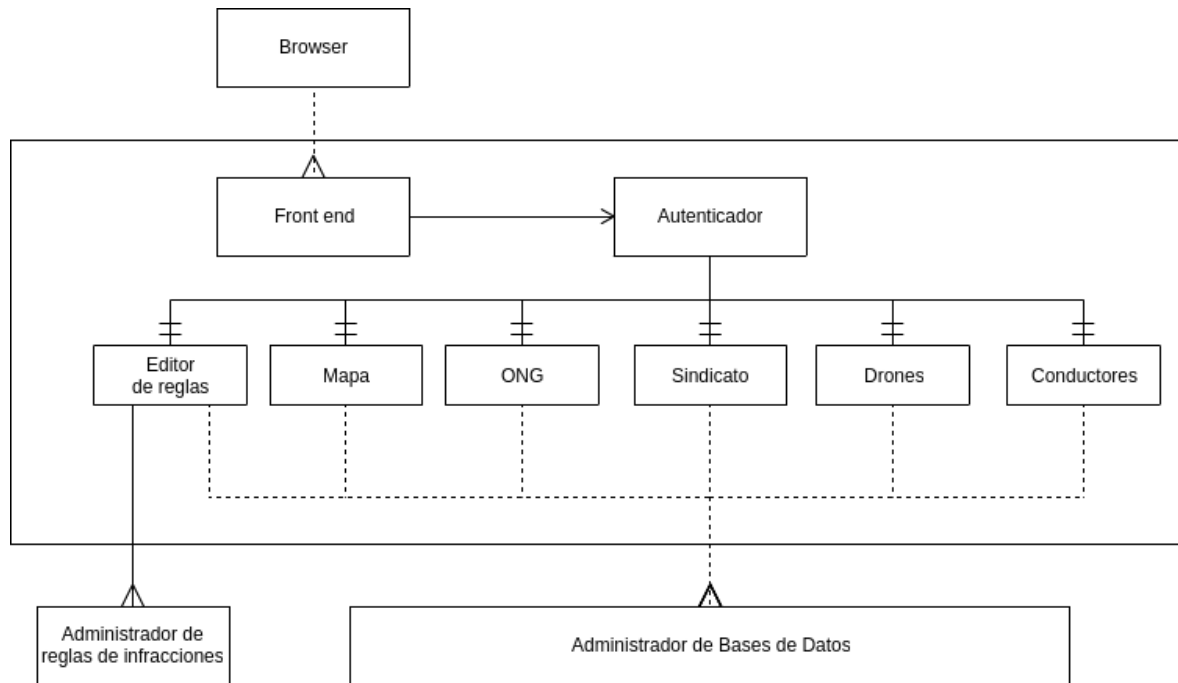 Browser
Front end
Autenticador
Editor
de reglas
Mapa
ONG
Sindicato
Drones
Conductores
Administrador de
reglas de infracciones
Administrador de Bases de Datos